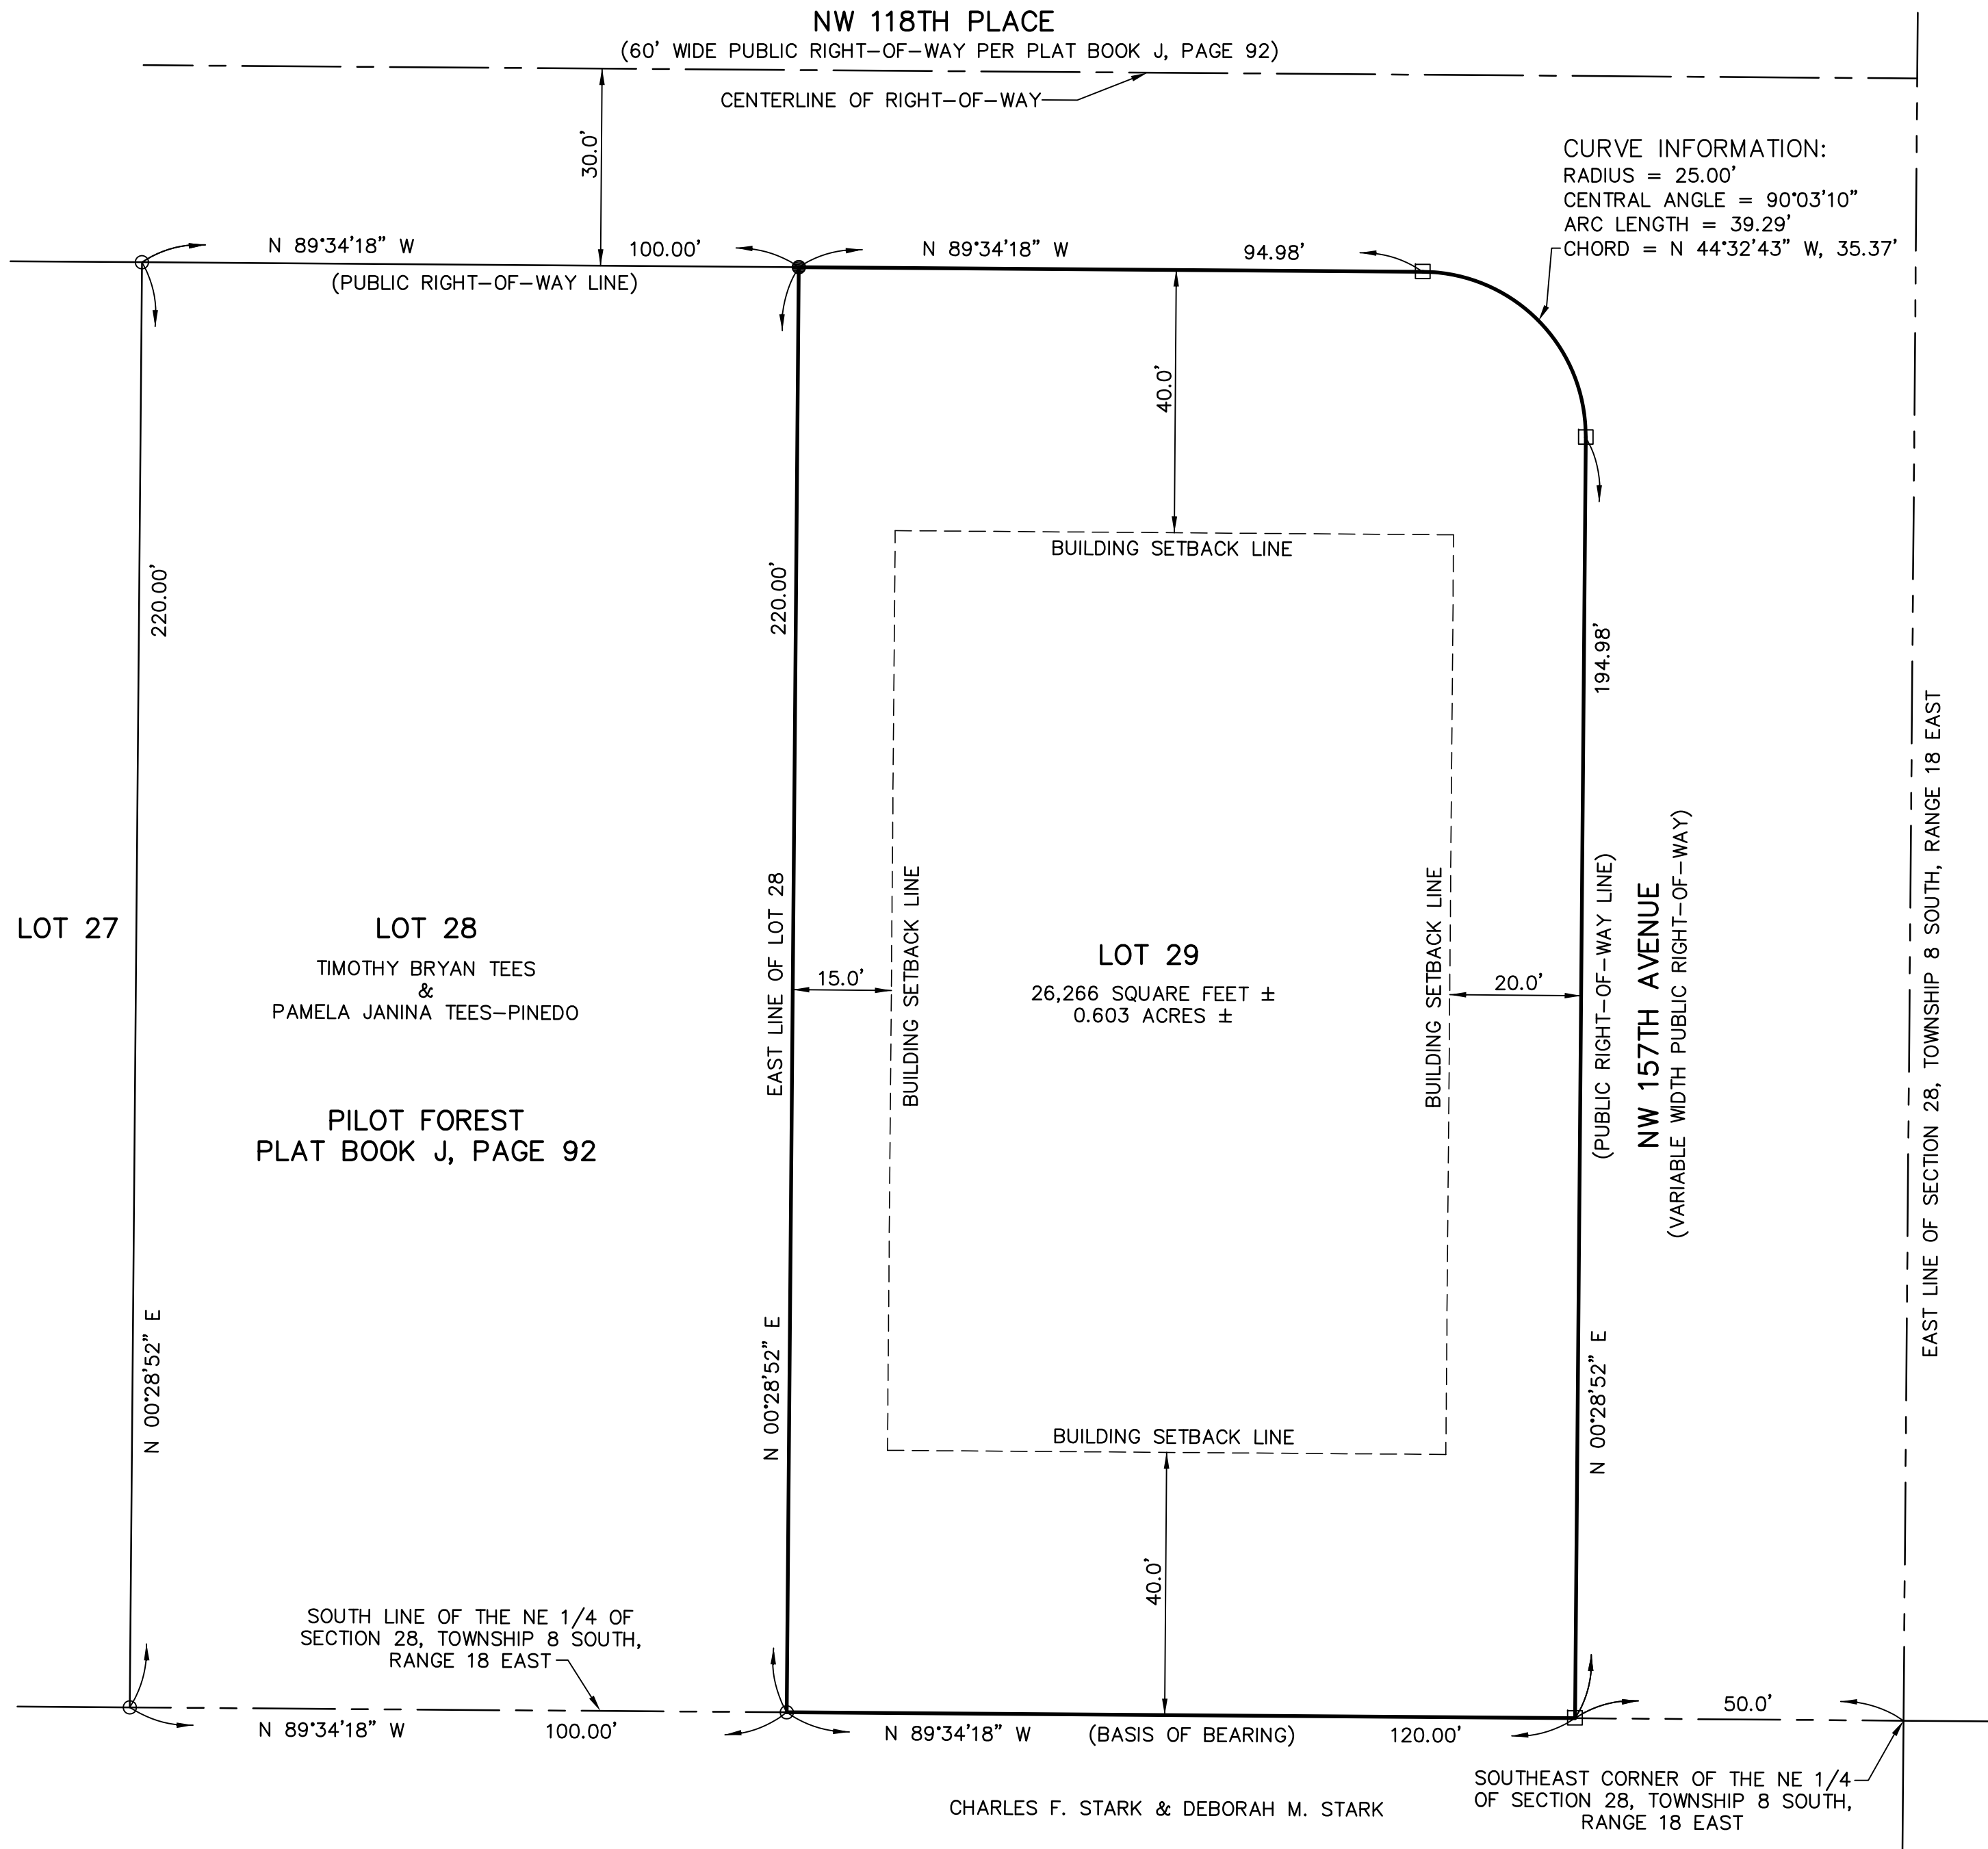 NW 118TH PLACE
(60' WIDE PUBLIC RIGHT-OF-WAY PER PLAT BOOK J, PAGE 92)
CENTERLINE OF RIGHT-OF-WAY
30.0'
CURVE INFORMATION:
RADIUS = 25.00'
CENTRAL ANGLE = 90°03'10"
ARC LENGTH = 39.29'
CHORD = N 44°32'43" W, 35.37'
N 89°34'18" W
100.00'
(PUBLIC RIGHT-OF-WAY LINE)
N 89°34'18" W
94.98'
40.0'
BUILDING SETBACK LINE
220.00'
220.00'
194.98'
LOT 27
LOT 28
TIMOTHY BRYAN TEES
&
PAMELA JANINA TEES-PINEDO
PILOT FOREST
PLAT BOOK J, PAGE 92
EAST LINE OF LOT 28
15.0'
BUILDING SETBACK LINE
LOT 29
26,266 SQUARE FEET ±
0.603 ACRES ±
BUILDING SETBACK LINE
20.0'
(PUBLIC RIGHT-OF-WAY LINE)
NW 157TH AVENUE
(VARIABLE WIDTH PUBLIC RIGHT-OF-WAY)
EAST LINE OF SECTION 28, TOWNSHIP 8 SOUTH, RANGE 18 EAST
N 00°28'52" E
N 00°28'52" E
N 00°28'52" E
BUILDING SETBACK LINE
40.0'
SOUTH LINE OF THE NE 1/4 OF
SECTION 28, TOWNSHIP 8 SOUTH,
RANGE 18 EAST
N 89°34'18" W
100.00'
N 89°34'18" W
(BASIS OF BEARING)
120.00'
50.0'
SOUTHEAST CORNER OF THE NE 1/4
OF SECTION 28, TOWNSHIP 8 SOUTH,
RANGE 18 EAST
CHARLES F. STARK & DEBORAH M. STARK